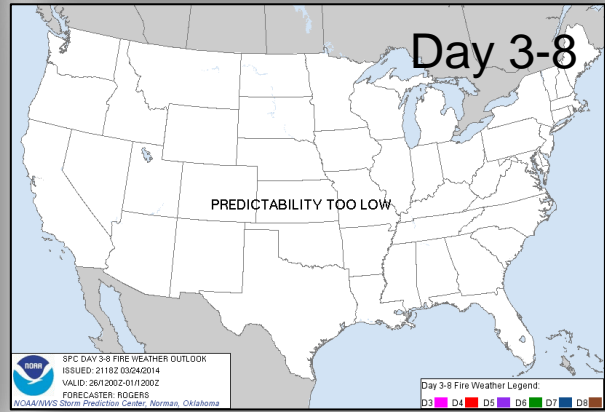 Day 3-8
PREDICTABILITY TOO LOW
NOAA
SPC DAY 3-8 FIRE WEATHER OUTLOOK
ISSUED: 2118Z 03/24/2014
VALID: 26/1200Z-01/1200Z
FORECASTER: ROGERS
NOAA/NWS Storm Prediction Center, Norman, Oklahoma
Day 3-8 Fire Weather Legend:
D3 D4 D5 D6 D7 D8